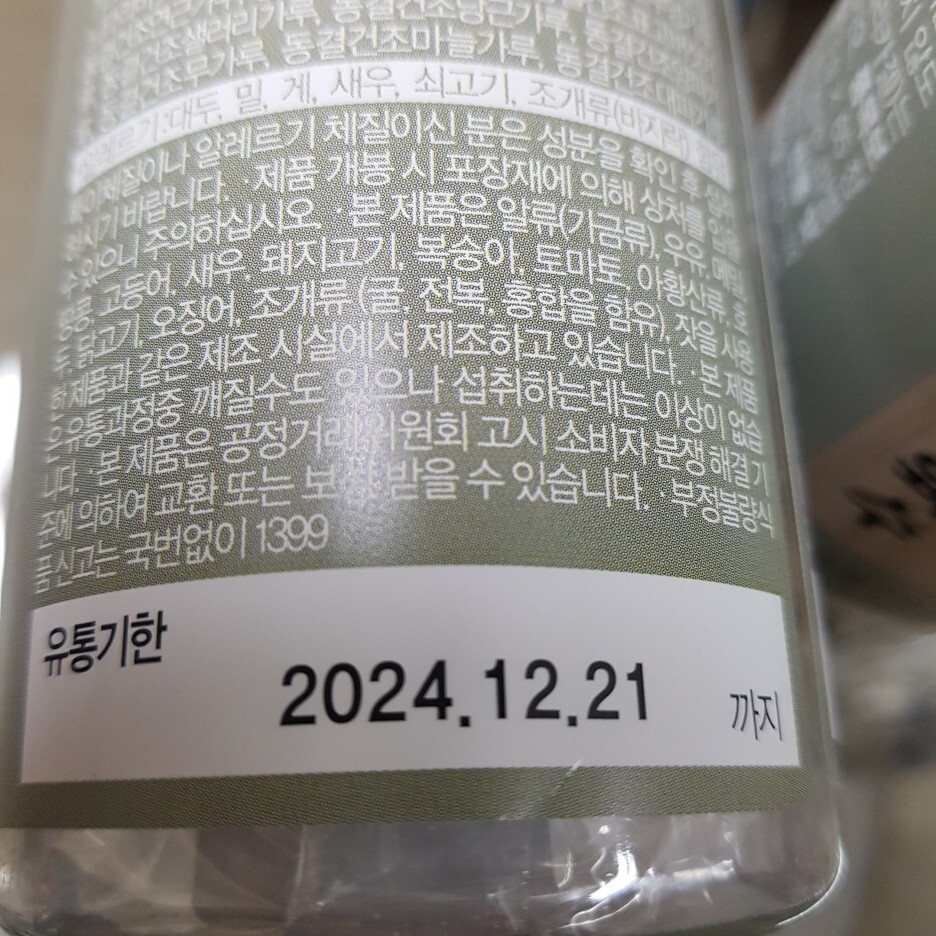 동결건조당근가루, 동결건조
동결건조마늘가루, 동결건조
대두, 밀, 게, 새우, 쇠고기, 조개류(바지락)
체질이나 알레르기 체질이신 분은 성분을 확인 후
하시기 바랍니다. ·제품 개봉 시 포장재에 의해 상처를 입을
수 있으니 주의하십시오. ·본 제품은 알류(가금류), 우유, 메밀,
땅콩, 고등어, 새우, 돼지고기, 복숭아, 토마토, 아황산류, 호
두, 닭고기, 오징어, 조개류(굴, 전복, 홍합을 함유), 잣을 사용
한 제품과 같은 제조 시설에서 제조하고 있습니다. ·본 제품
은 유통과정중 깨질수도 있으나 섭취하는데는 이상이 없습
니다. ·본 제품은 공정거래위원회 고시 소비자 분쟁 해결 기
준에 의하여 교환 또는 보상 받을 수 있습니다. ·부정불량식
품신고는 국번없이 1399
유통기한
2024.12.21 까지